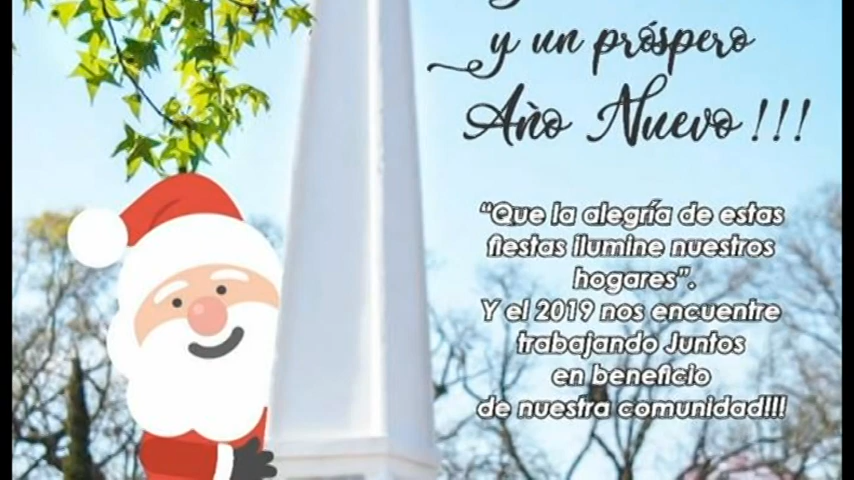 y un próspero
Año Nuevo!!!
“Que la alegría de estas
fiestas ilumine nuestros
hogares”.
Y el 2019 nos encuentre
trabajando Juntos
en beneficio
de nuestra comunidad!!!